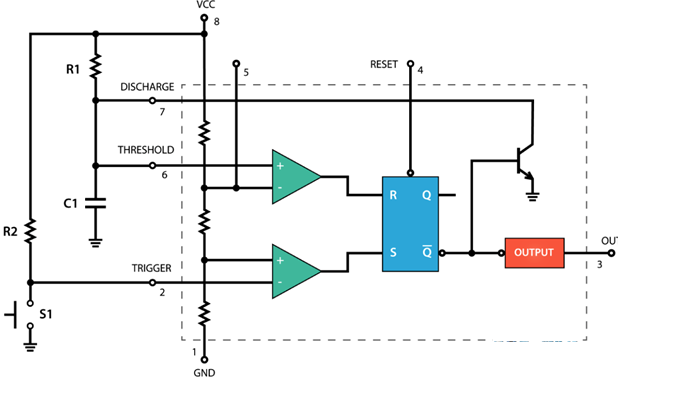 VCC
8
R1
5
RESET
4
DISCHARGE
7
THRESHOLD
6
+
-
R
Q
C1
R2
S
Q̅
OUTPUT
OU
3
TRIGGER
2
+
-
S1
1
GND